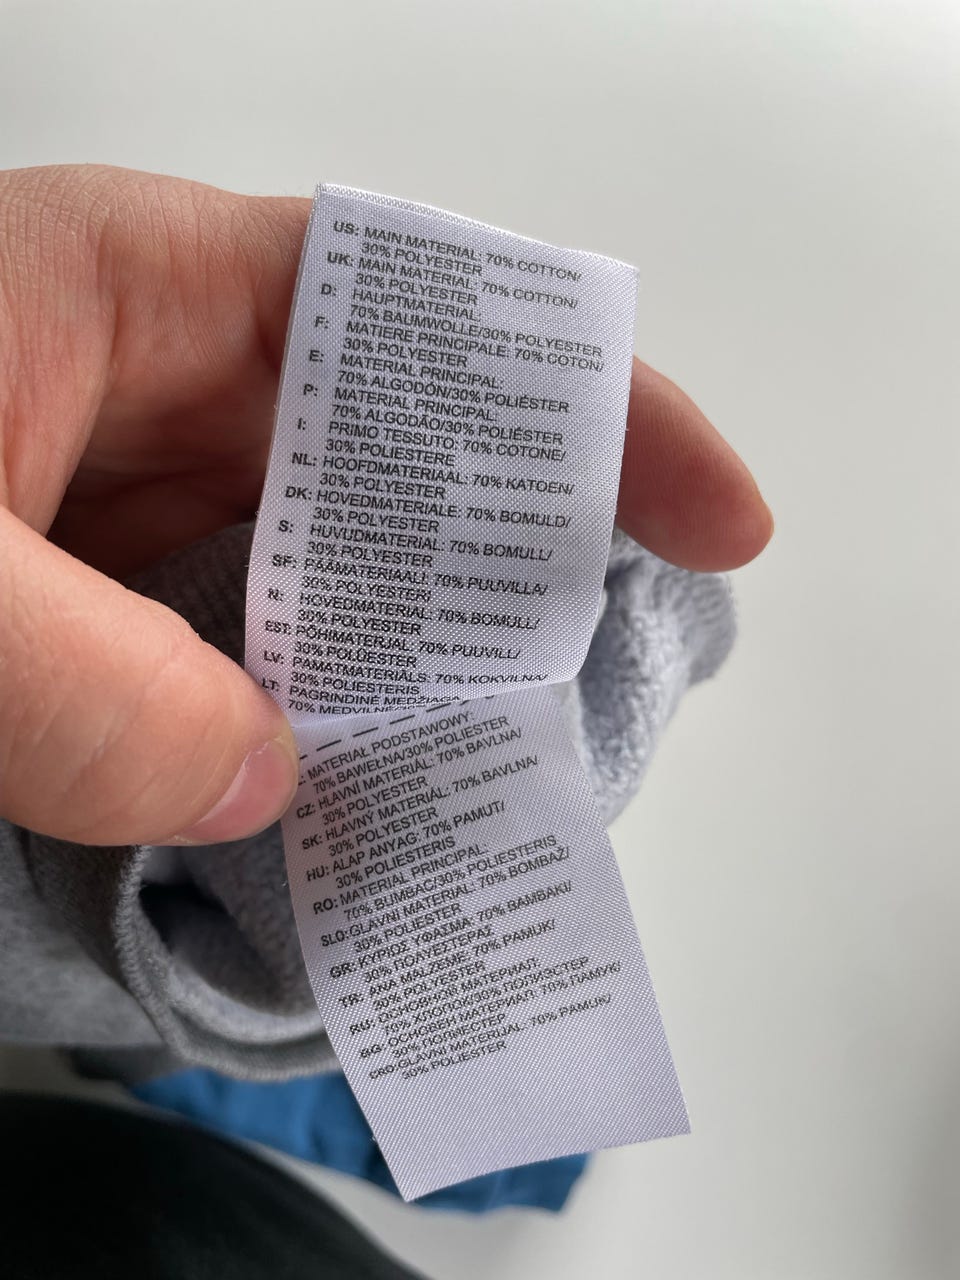 US: MAIN MATERIAL: 70% COTTON/
30% POLYESTER
UK: MAIN MATERIAL: 70% COTTON/
30% POLYESTER
D: HAUPTMATERIAL:
70% BAUMWOLLE/30% POLYESTER
F: MATIERE PRINCIPALE: 70% COTON/
30% POLYESTER
E: MATERIAL PRINCIPAL:
70% ALGODÓN/30% POLIÉSTER
P: MATERIAL PRINCIPAL:
70% ALGODÃO/30% POLIÉSTER
I: PRIMO TESSUTO: 70% COTONE/
30% POLIESTERE
NL: HOOFDMATERIAAL: 70% KATOEN/
30% POLYESTER
DK: HOVEDMATERIALE: 70% BOMULD/
30% POLYESTER
S: HUVUDMATERIAL: 70% BOMULL/
30% POLYESTER
SF: PÄÄMATERIAALI: 70% PUUVILLA/
30% POLYESTERI
N: HOVEDMATERIAL: 70% BOMULL/
30% POLYESTER
EST: PÕHIMATERJAL: 70% PUUVILL/
30% POLÜESTER
LV: PAMATMATERIĀLS: 70% KOKVILNA/
30% POLIESTERIS
LT: PAGRINDINĖ MEDŽIAGA
70%
MATERIAŁ PODSTAWOWY:
70% BAWEŁNA/30% POLIESTER
CZ: HLAVNÍ MATERIÁL: 70% BAVLNA/
30% POLYESTER
SK: HLAVNÝ MATERIÁL: 70% BAVLNA/
30% POLYESTER
HU: ALAP ANYAG: 70% PAMUT/
30% POLIESTERIS
RO: MATERIAL PRINCIPAL:
70% BUMBAC/30% POLIESTERIS
SLO: GLAVNI MATERIAL: 70% BOMBAŽ/
30% POLIESTER
GR: ΚΥΡΙΟΣ ΥΦΑΣΜΑ: 70% BAMBAKI/
30% ΠΟΛΥΕΣΤΕΡΑΣ
TR: ANA MALZEME: 70% PAMUK/
30% POLYESTER
RU: ОСНОВНОЙ МАТЕРИАЛ:
70% ХЛОПОК/30% ПОЛИЭСТЕР
BG: ОСНОВЕН МАТЕРИАЛ: 70% ПАМУК/
30% ПОЛИЕСТЕР
CRO: GLAVNI MATERIJAL: 70% PAMUK/
30% POLIESTER